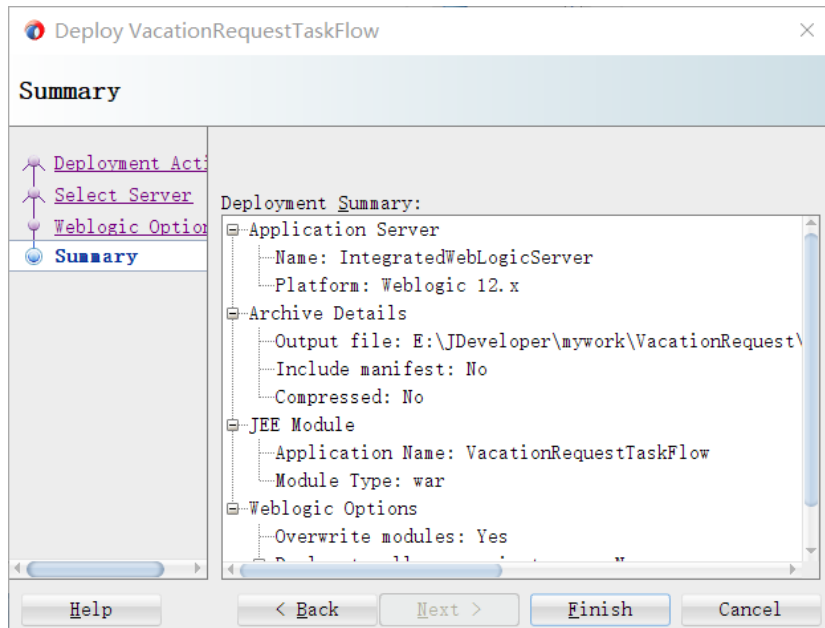 Deploy VacationRequestTaskFlow
Summary
Deployment Acti
Select Server
Weblogic Option
Summary
Deployment Summary:
Application Server
Name: IntegratedWebLogicServer
Platform: Weblogic 12.x
Archive Details
Output file: E:\JDeveloper\mywork\VacationRequest\
Include manifest: No
Compressed: No
JEE Module
Application Name: VacationRequestTaskFlow
Module Type: war
Weblogic Options
Overwrite modules: Yes
Help
< Back
Next >
Finish
Cancel